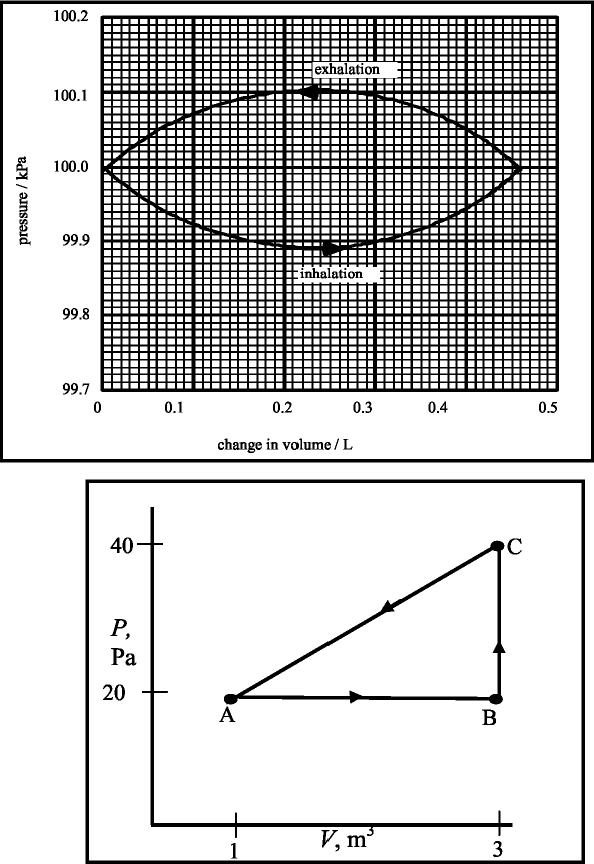 100.2
exhalation
100.1
100.0
pressure / kPa
99.9
inhalation
99.8
99.7
0 0.1 0.2 0.3 0.4 0.5
change in volume / L
40
C
P,
Pa
20
A
B
1
V, m³
3